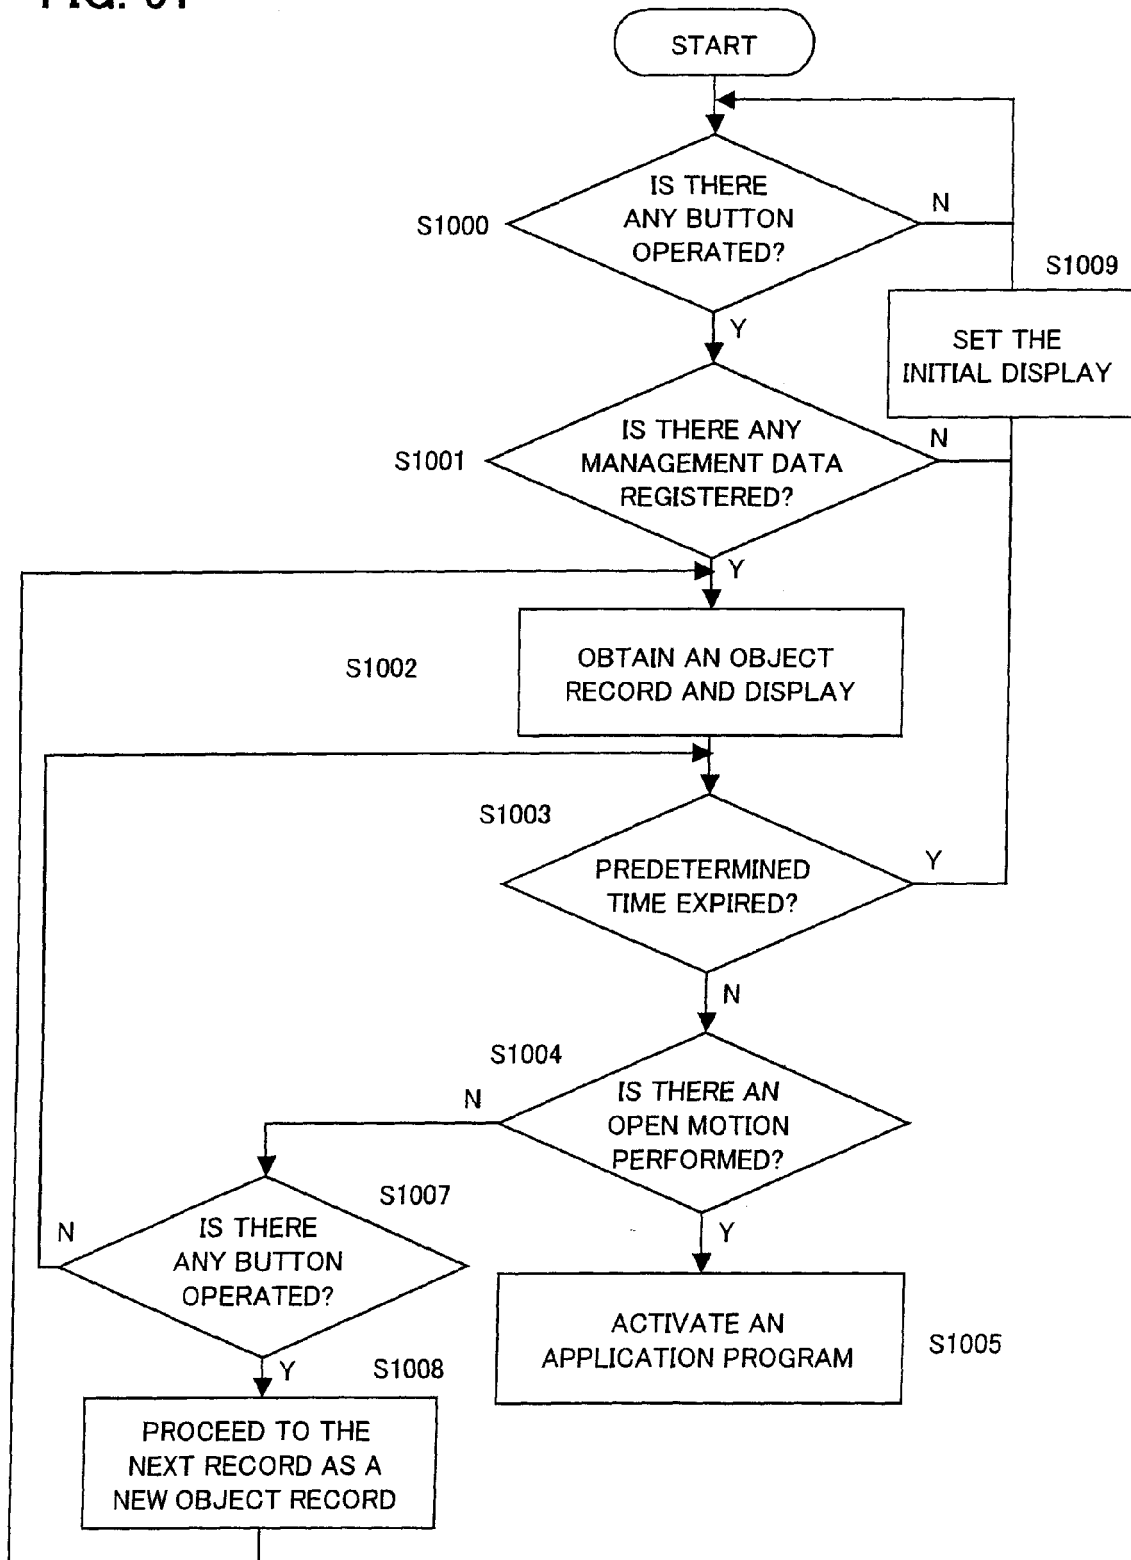 START
IS THERE
ANY BUTTON
OPERATED?
S1000
N
Y
S1009
SET THE
INITIAL DISPLAY
IS THERE ANY
MANAGEMENT DATA
REGISTERED?
S1001
N
Y
S1002
OBTAIN AN OBJECT
RECORD AND DISPLAY
S1003
PREDETERMINED
TIME EXPIRED?
Y
N
S1004
IS THERE AN
OPEN MOTION
PERFORMED?
N
Y
S1007
IS THERE
ANY BUTTON
OPERATED?
N
Y
ACTIVATE AN
APPLICATION PROGRAM
S1005
S1008
PROCEED TO THE
NEXT RECORD AS A
NEW OBJECT RECORD